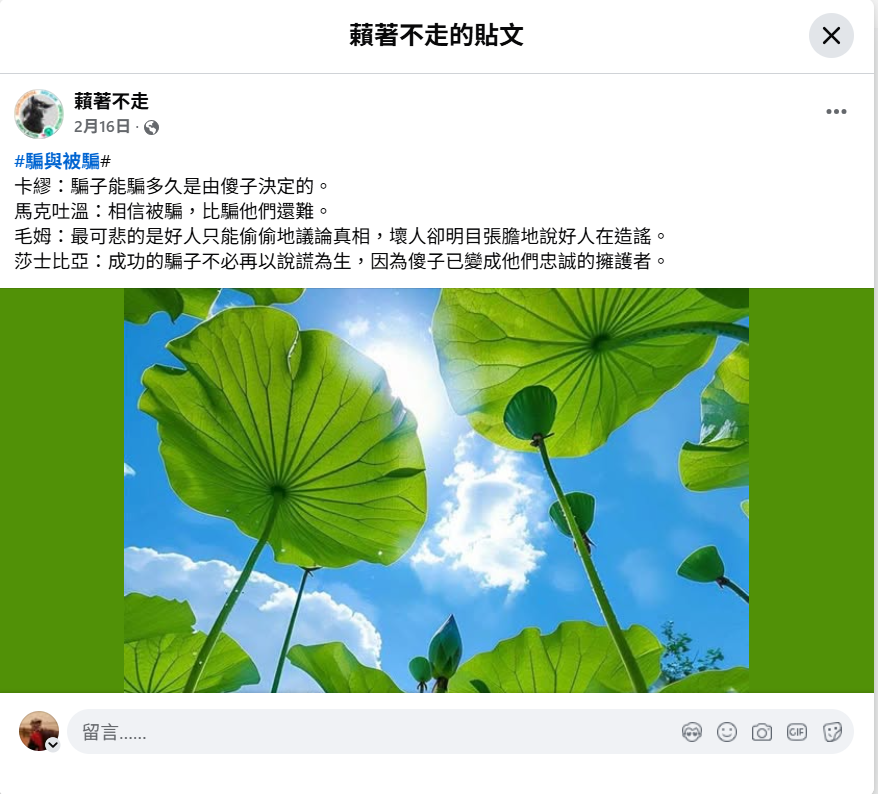 藾著不走的貼文
藾著不走
2月16日
#騙與被騙#
卡繆：騙子能騙多久是由傻子決定的。
馬克吐溫：相信被騙，比騙他們還難。
毛姆：最可悲的是好人只能偷偷地議論真相，壞人卻明目張膽地說好人在造謠。
莎士比亞：成功的騙子不必再以說謊為生，因為傻子已變成他們忠誠的擁護者。
留言......
GIF